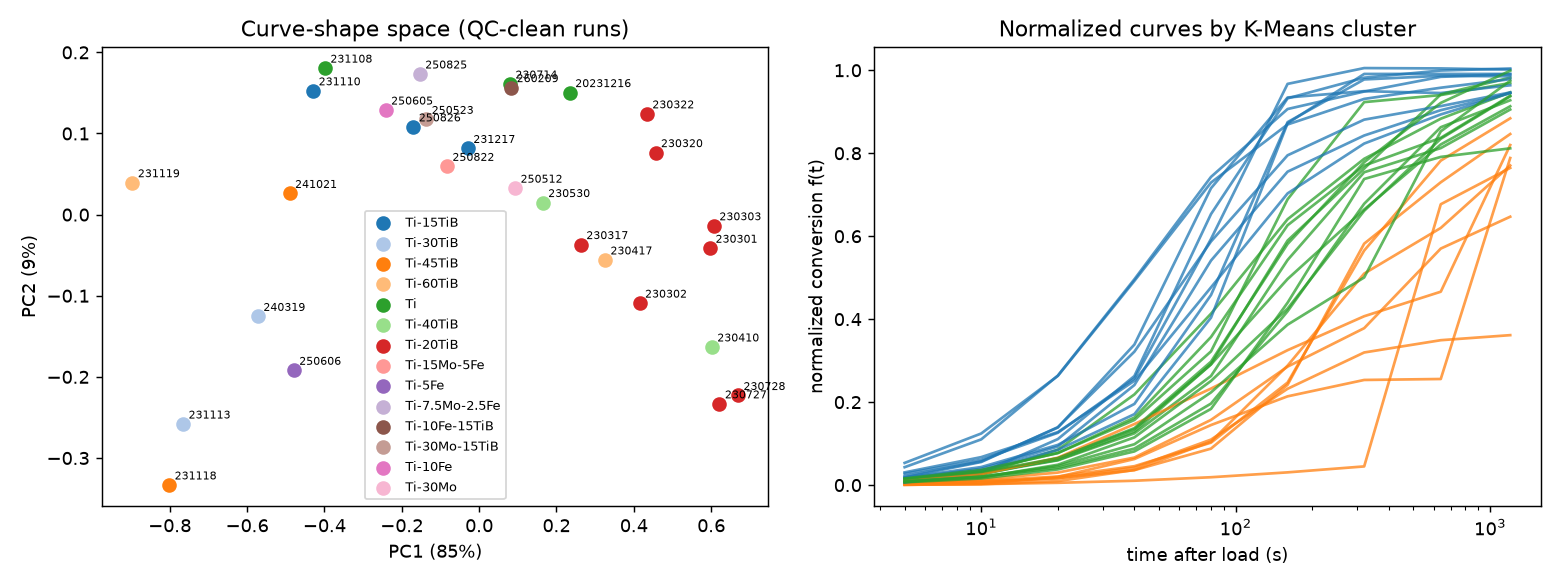 Curve-shape space (QC-clean runs)
PC2 (9%)
0.2
0.1
0.0
−0.1
−0.2
−0.3
231108
231110
250825
250605
250523
250826
230714
260209
20231216
230322
230320
231217
250822
231119
241021
250512
230530
230303
230301
230317
230417
230302
240319
230410
250606
230728
230727
231113
231118
Ti-15TiB
Ti-30TiB
Ti-45TiB
Ti-60TiB
Ti
Ti-40TiB
Ti-20TiB
Ti-15Mo-5Fe
Ti-5Fe
Ti-7.5Mo-2.5Fe
Ti-10Fe-15TiB
Ti-30Mo-15TiB
Ti-10Fe
Ti-30Mo
−0.8 −0.6 −0.4 −0.2 0.0 0.2 0.4 0.6
PC1 (85%)
Normalized curves by K-Means cluster
normalized conversion f(t)
1.0
0.8
0.6
0.4
0.2
0.0
10¹ 10² 10³
time after load (s)